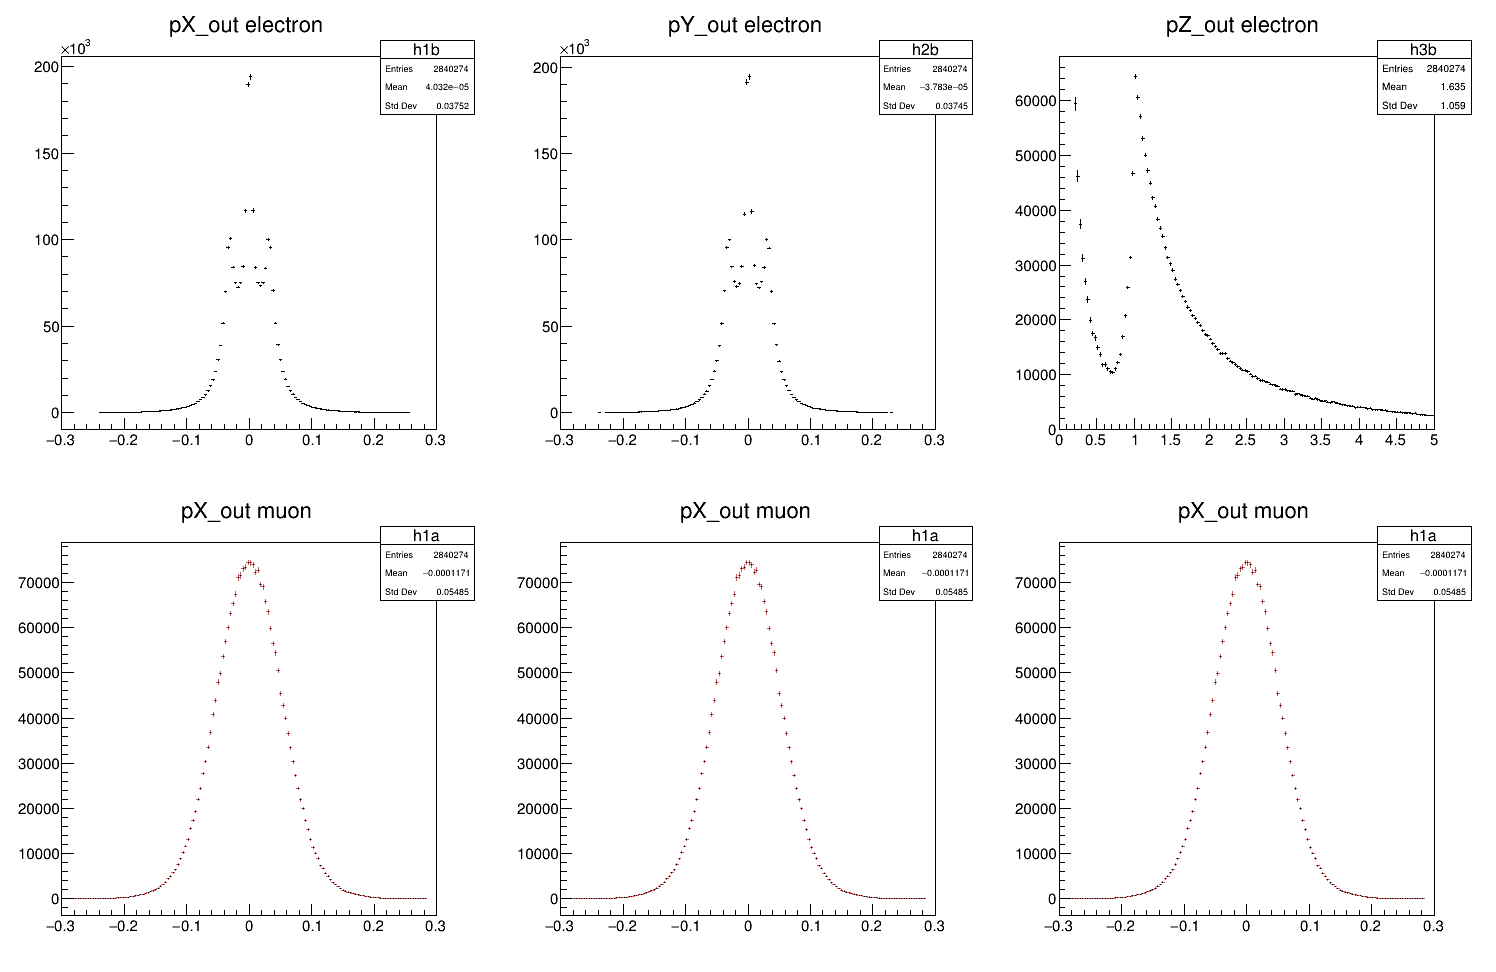 pX_out electron
×10³
h1b
Entries 2840274
Mean 4.032e−05
Std Dev 0.03752
200
150
100
50
0
−0.3 −0.2 −0.1 0 0.1 0.2 0.3
pY_out electron
×10³
h2b
Entries 2840274
Mean −3.783e−05
Std Dev 0.03745
200
150
100
50
0
−0.3 −0.2 −0.1 0 0.1 0.2 0.3
pZ_out electron
h3b
Entries 2840274
Mean 1.635
Std Dev 1.059
60000
50000
40000
30000
20000
10000
0
0 0.5 1 1.5 2 2.5 3 3.5 4 4.5 5
pX_out muon
h1a
Entries 2840274
Mean −0.0001171
Std Dev 0.05485
70000
60000
50000
40000
30000
20000
10000
0
−0.3 −0.2 −0.1 0 0.1 0.2 0.3
pX_out muon
h1a
Entries 2840274
Mean −0.0001171
Std Dev 0.05485
70000
60000
50000
40000
30000
20000
10000
0
−0.3 −0.2 −0.1 0 0.1 0.2 0.3
pX_out muon
h1a
Entries 2840274
Mean −0.0001171
Std Dev 0.05485
70000
60000
50000
40000
30000
20000
10000
0
−0.3 −0.2 −0.1 0 0.1 0.2 0.3